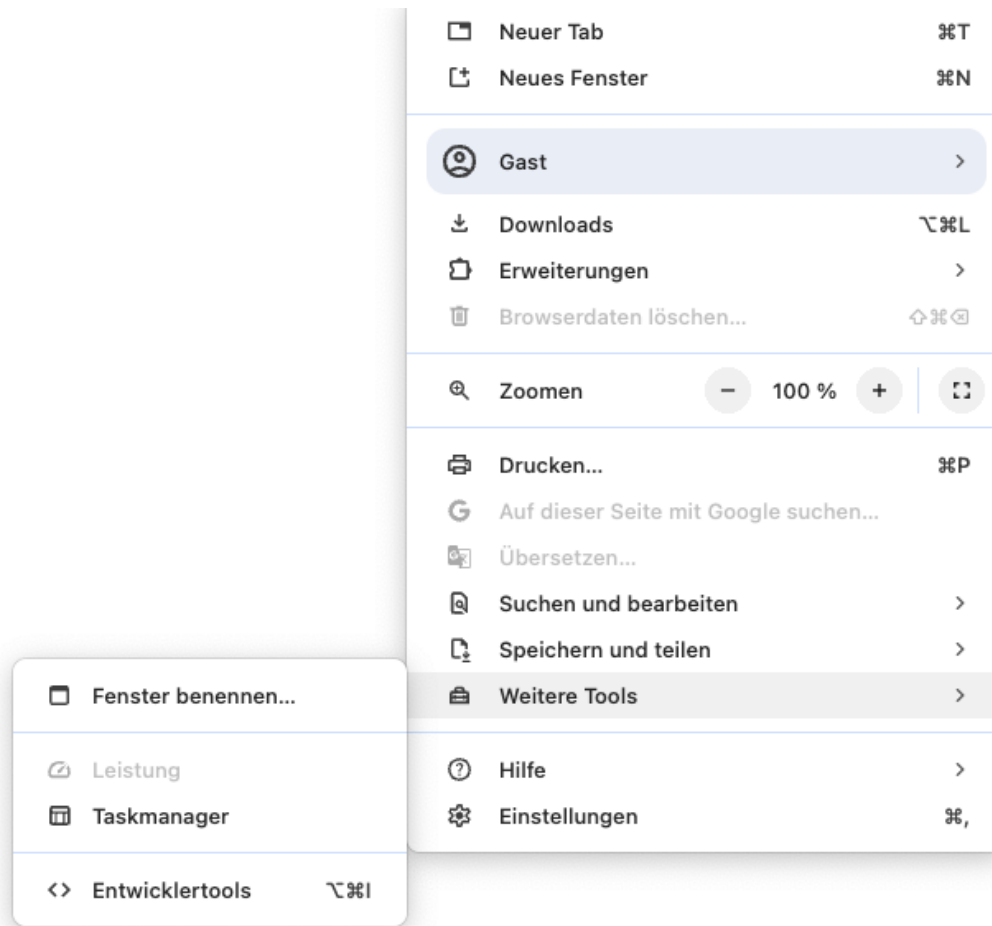 Neuer Tab ⌘T
Neues Fenster ⌘N
Gast
Downloads ⌥⌘L
Erweiterungen
Browserdaten löschen... ⇧⌘⌫
Zoomen − 100 % +
Drucken... ⌘P
Auf dieser Seite mit Google suchen...
Übersetzen...
Suchen und bearbeiten
Speichern und teilen
Weitere Tools
Hilfe
Einstellungen ⌘,
Fenster benennen...
Leistung
Taskmanager
Entwicklertools ⌥⌘I